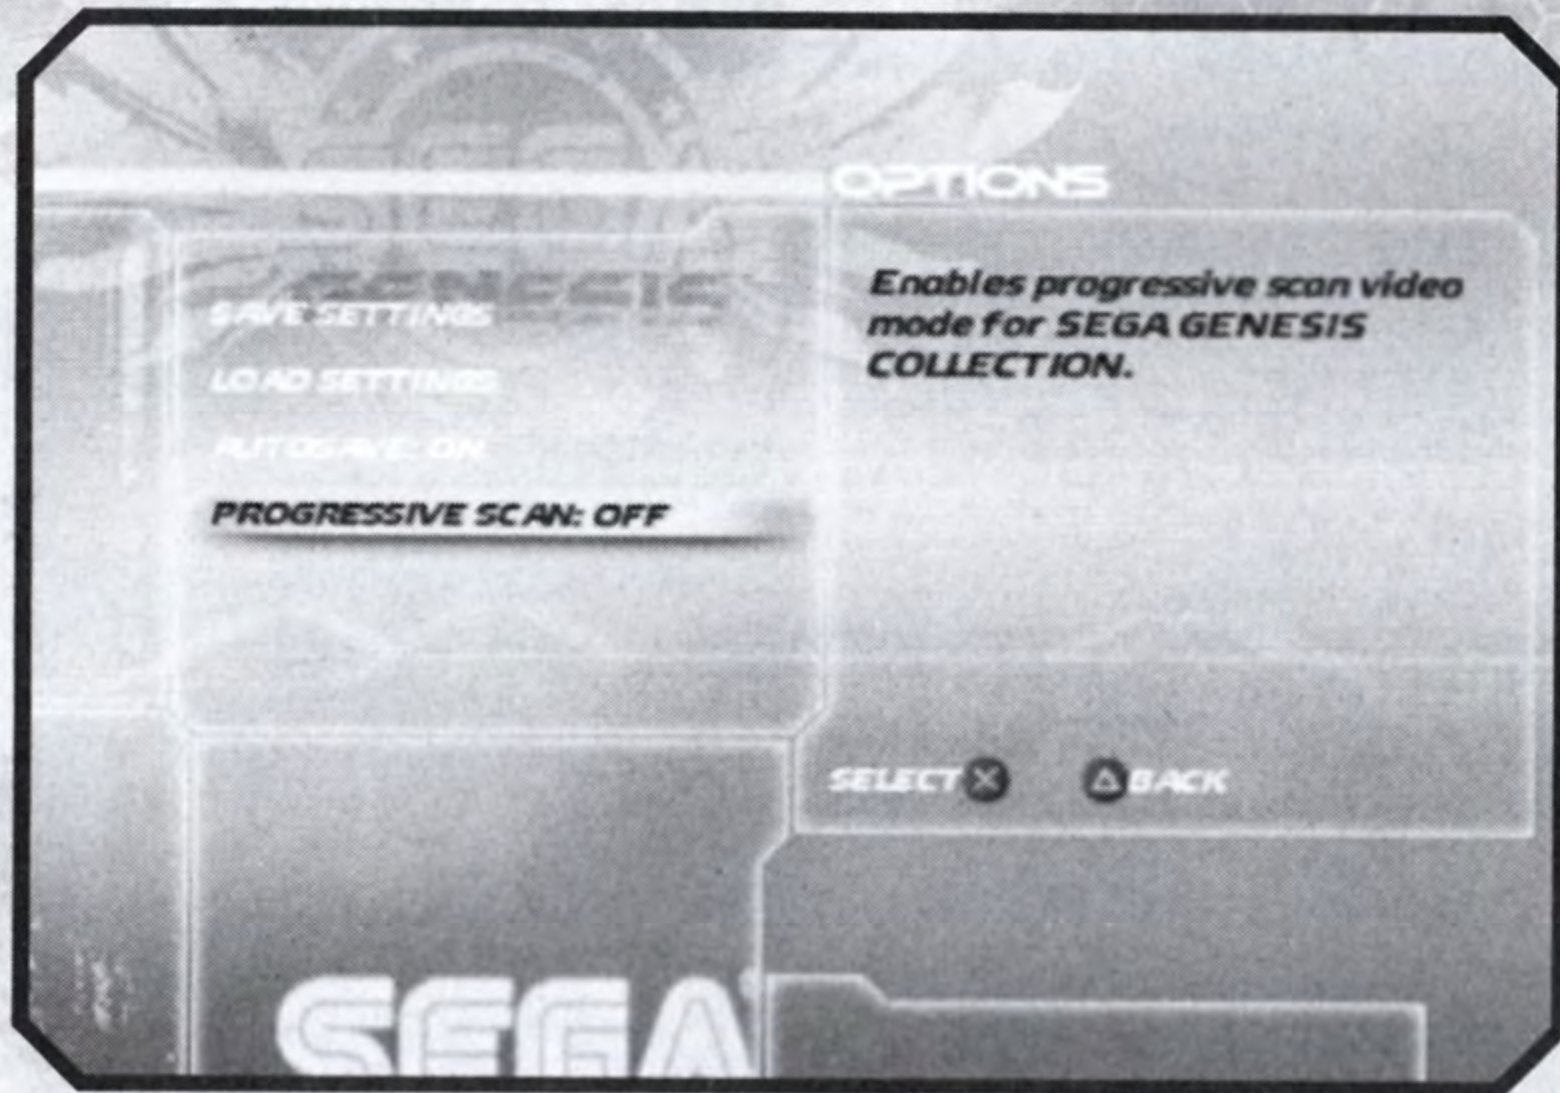 OPTIONS
GENESIS
SAVE SETTINGS
LOAD SETTINGS
AUTOSAVE: ON
PROGRESSIVE SCAN: OFF
Enables progressive scan video
mode for SEGA GENESIS
COLLECTION.
SELECT
BACK
SEGA